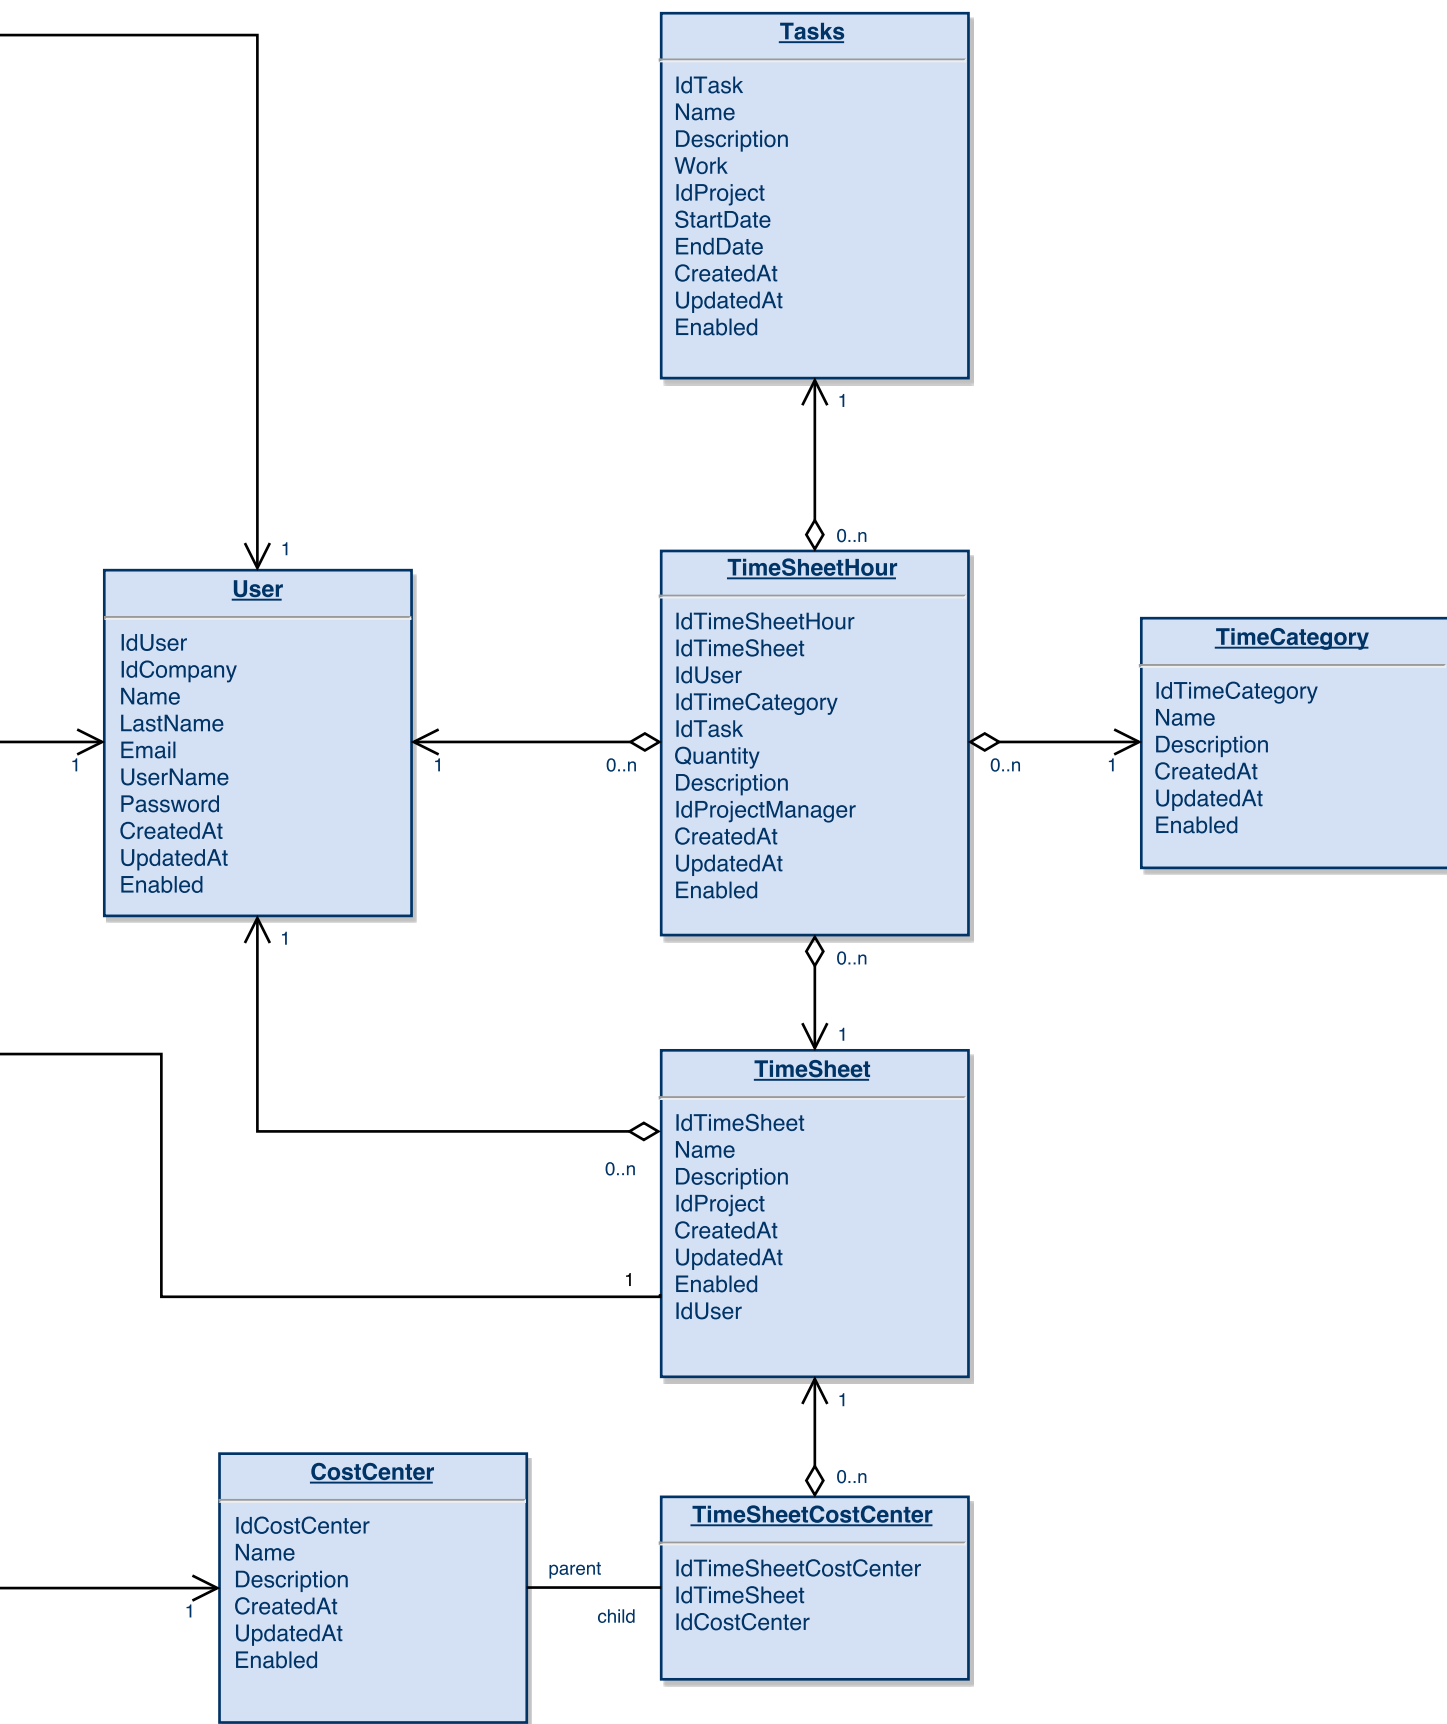 Tasks
IdTask
Name
Description
Work
IdProject
StartDate
EndDate
CreatedAt
UpdatedAt
Enabled
1
0..n
1
User
IdUser
IdCompany
Name
LastName
Email
UserName
Password
CreatedAt
UpdatedAt
Enabled
1
1
0..n
TimeSheetHour
IdTimeSheetHour
IdTimeSheet
IdUser
IdTimeCategory
IdTask
Quantity
Description
IdProjectManager
CreatedAt
UpdatedAt
Enabled
0..n
1
TimeCategory
IdTimeCategory
Name
Description
CreatedAt
UpdatedAt
Enabled
1
0..n
1
0..n
TimeSheet
IdTimeSheet
Name
Description
IdProject
CreatedAt
UpdatedAt
Enabled
IdUser
1
1
0..n
CostCenter
IdCostCenter
Name
Description
CreatedAt
UpdatedAt
Enabled
1
parent
child
TimeSheetCostCenter
IdTimeSheetCostCenter
IdTimeSheet
IdCostCenter